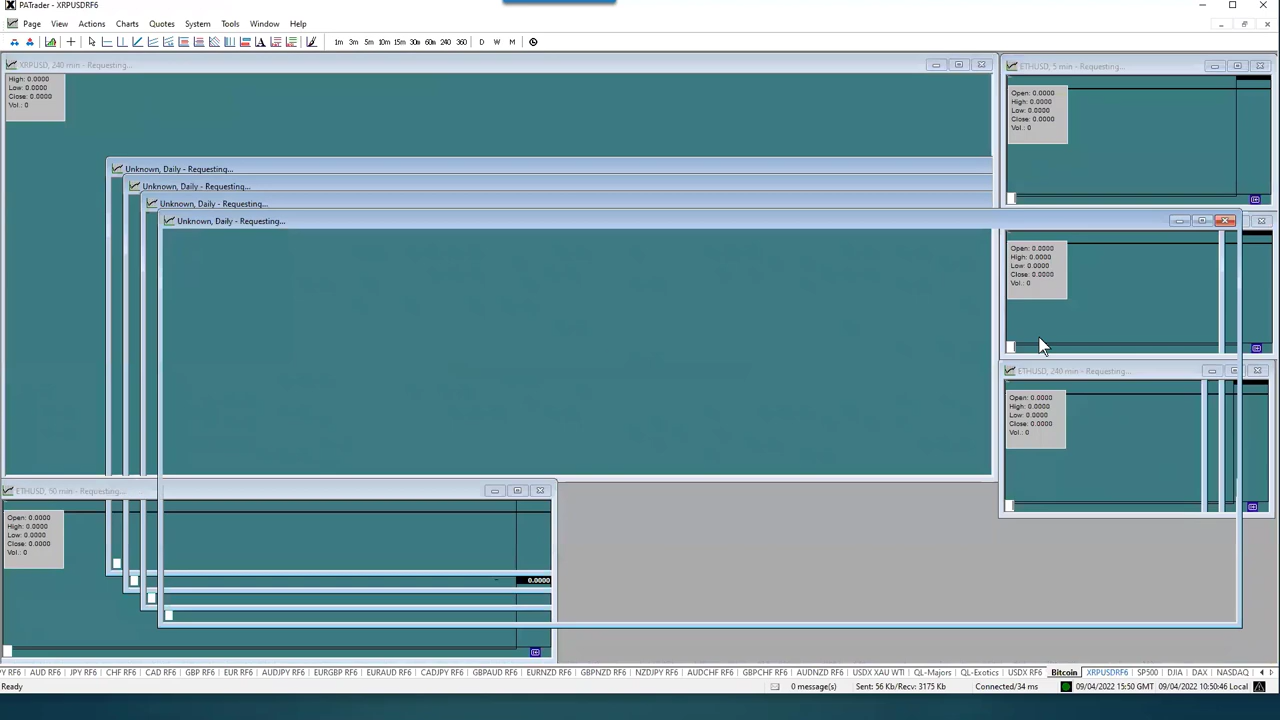 PATrader - XRPUSDRF6
Page View Actions Charts Quotes System Tools Window Help
1m 3m 5m 10m 15m 30m 60m 240 360 D W M
XRPUSD, 240 min - Requesting...
High: 0.0000
Low: 0.0000
Close: 0.0000
Vol.: 0
ETHUSD, 5 min - Requesting...
Open: 0.0000
High: 0.0000
Low: 0.0000
Close: 0.0000
Vol.: 0
Unknown, Daily - Requesting...
Unknown, Daily - Requesting...
Unknown, Daily - Requesting...
Unknown, Daily - Requesting...
Open: 0.0000
High: 0.0000
Low: 0.0000
Close: 0.0000
Vol.: 0
ETHUSD, 240 min - Requesting...
Open: 0.0000
High: 0.0000
Low: 0.0000
Close: 0.0000
Vol.: 0
ETHUSD, 60 min - Requesting...
Open: 0.0000
High: 0.0000
Low: 0.0000
Close: 0.0000
Vol.: 0
0.0000
PY RF6 AUD RF6 JPY RF6 CHF RF6 CAD RF6 GBP RF6 EUR RF6 AUDJPY RF6 EURGBP RF6 EURAUD RF6 CADJPY RF6 GBPAUD RF6 EURNZD RF6 GBPNZD RF6 NZDJPY RF6 AUDCHF RF6 GBPCHF RF6 AUDNZD RF6 USDX XAU WTI QL-Majors QL-Exotics USDX RF6 Bitcoin XRPUSDRF6 SP500 DJIA DAX NASDAQ
Ready 0 message(s) Sent: 56 Kb/Recv: 3175 Kb Connected/34 ms 09/04/2022 15:50 GMT 09/04/2022 10:50:46 Local